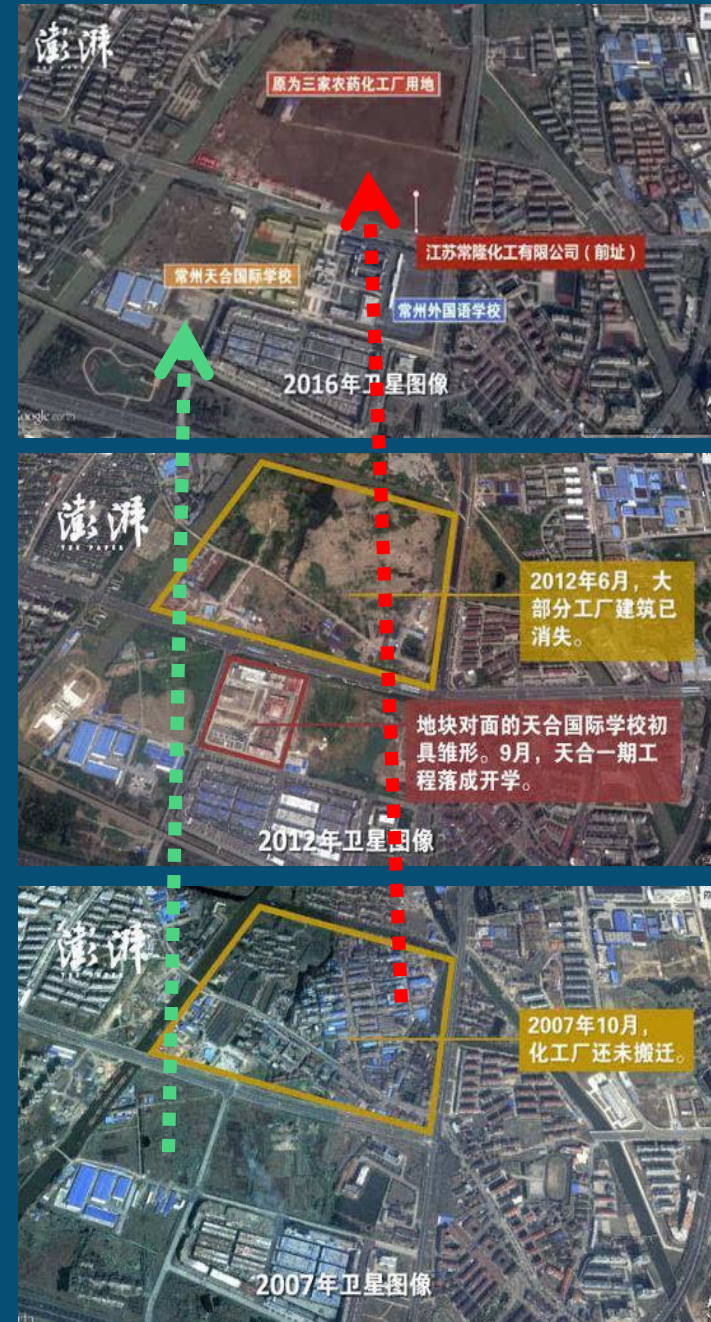 澎湃
THE PAPER
原为三家农药化工厂用地
江苏常隆化工有限公司（前址）
常州天合国际学校
常州外国语学校
2016年卫星图像
Google earth
澎湃
THE PAPER
2012年6月，大
部分工厂建筑已
消失。
地块对面的天合国际学校初
具雏形。9月，天合一期工
程落成开学。
2012年卫星图像
澎湃
2007年10月，
化工厂还未搬迁。
2007年卫星图像